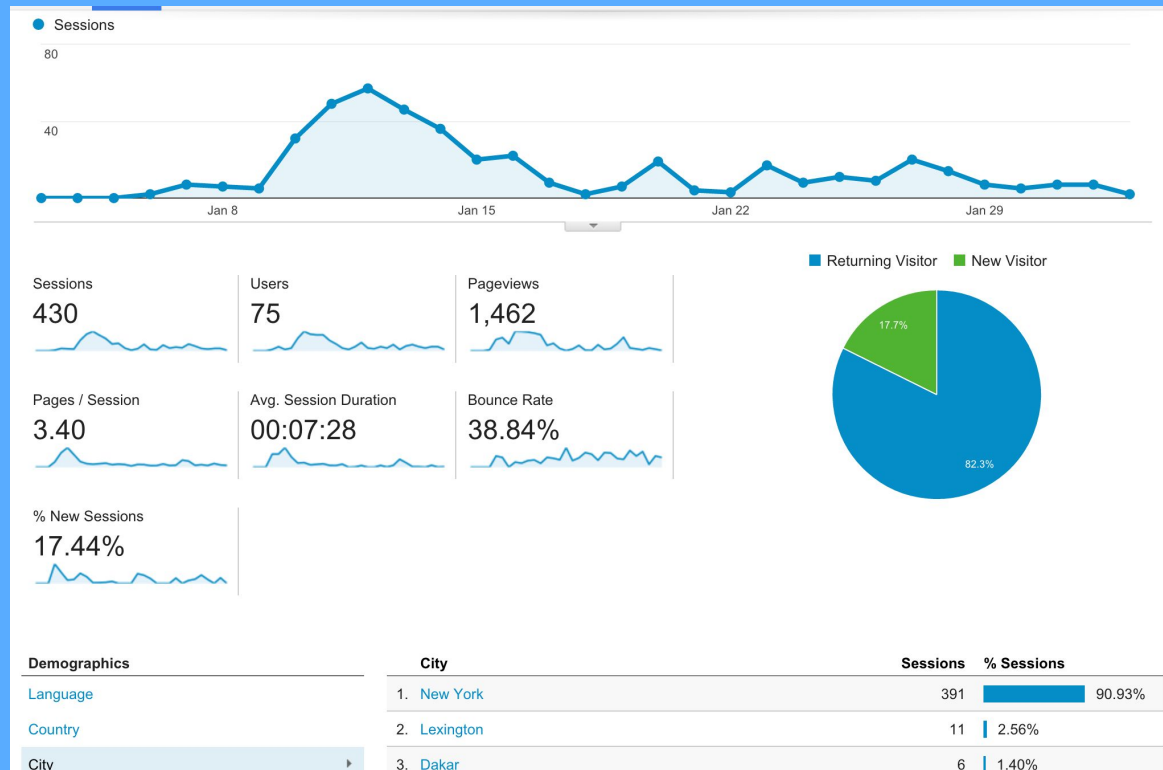 Sessions
80
40
Jan 8 Jan 15 Jan 22 Jan 29
Returning Visitor New Visitor
Sessions Users Pageviews
430 75 1,462
17.7%
Pages / Session Avg. Session Duration Bounce Rate
3.40 00:07:28 38.84%
82.3%
% New Sessions
17.44%
Demographics City Sessions % Sessions
Language 1. New York 391 90.93%
Country 2. Lexington 11 2.56%
City 3. Dakar 6 1.40%